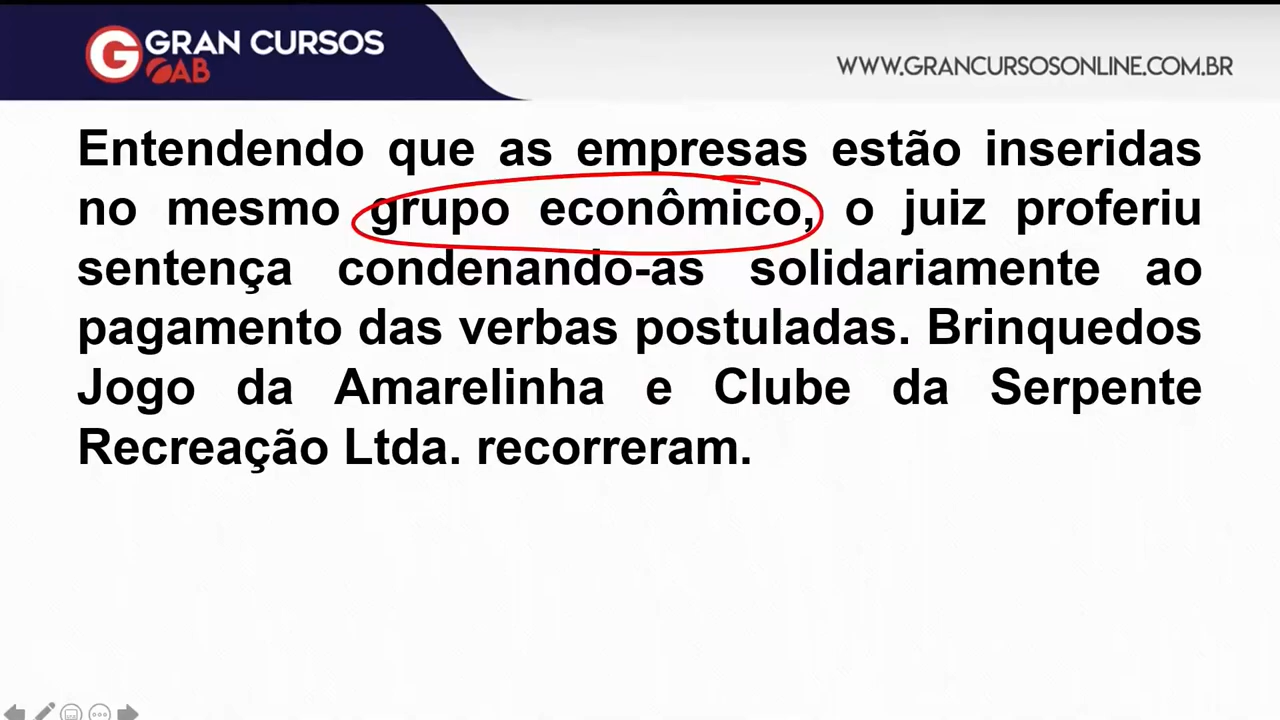 GRAN CURSOS
OAB
WWW.GRANCURSOSONLINE.COM.BR
Entendendo que as empresas estão inseridas
no mesmo grupo econômico, o juiz proferiu
sentença condenando-as solidariamente ao
pagamento das verbas postuladas. Brinquedos
Jogo da Amarelinha e Clube da Serpente
Recreação Ltda. recorreram.